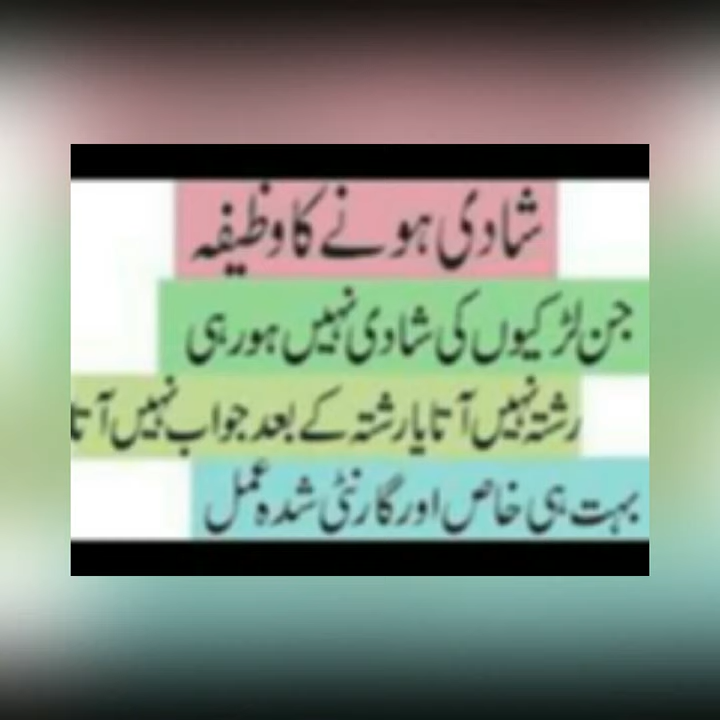 شادی ہونے کا وظیفہ
جن لڑکیوں کی شادی نہیں ہو رہی
رشتہ نہیں آتا یا رشتہ کے بعد جواب نہیں آتا
بہت ہی خاص اور گارنٹی شدہ عمل